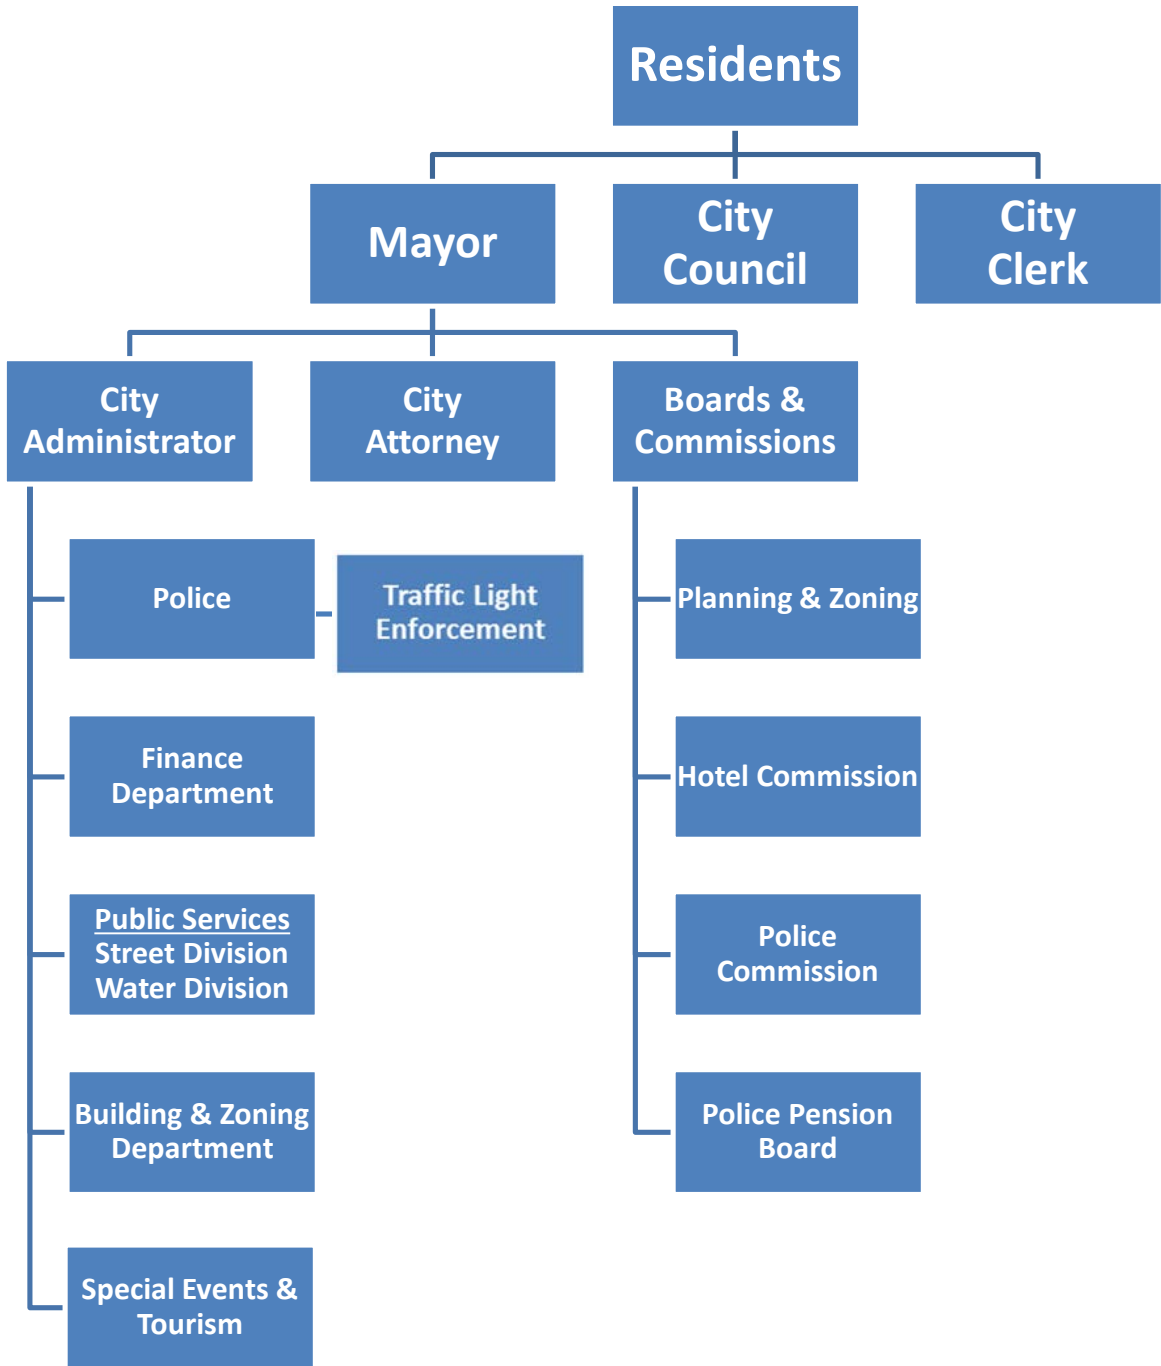 Residents
Mayor
City
Council
City
Clerk
City
Administrator
City
Attorney
Boards &
Commissions
Police
Traffic Light
Enforcement
Planning & Zoning
Finance
Department
Hotel Commission
Public Services
Street Division
Water Division
Police
Commission
Building & Zoning
Department
Police Pension
Board
Special Events &
Tourism